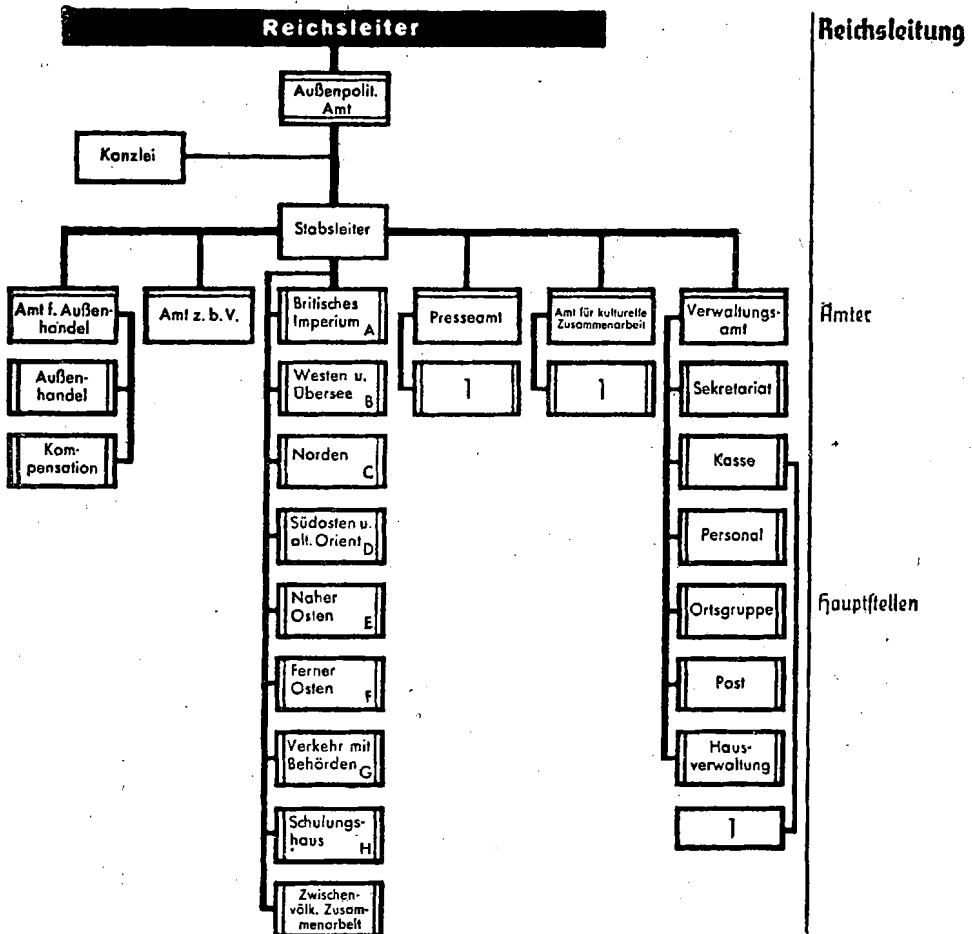 Reichsleiter
Reichsleitung
Außenpolit.
Amt
Kanzlei
Stabsleiter
Amt f. Außen-
handel
Außen-
handel
Kom-
pensation
Amt z. b. V.
Britisches
Imperium A
Westen u.
Übersee B
Norden
C
Südosten u.
alt. Orient D
Naher
Osten E
Ferner
Osten F
Verkehr mit
Behörden G
Schulungs-
haus H
Zwischen-
völk. Zusam-
menarbeit
Presseamt
1
Amt für kulturelle
Zusammenarbeit
1
Verwaltungs-
amt
Sekretariat
Kasse
Personal
Ortsgruppe
Post
Haus-
verwaltung
1
Ämter
Hauptstellen